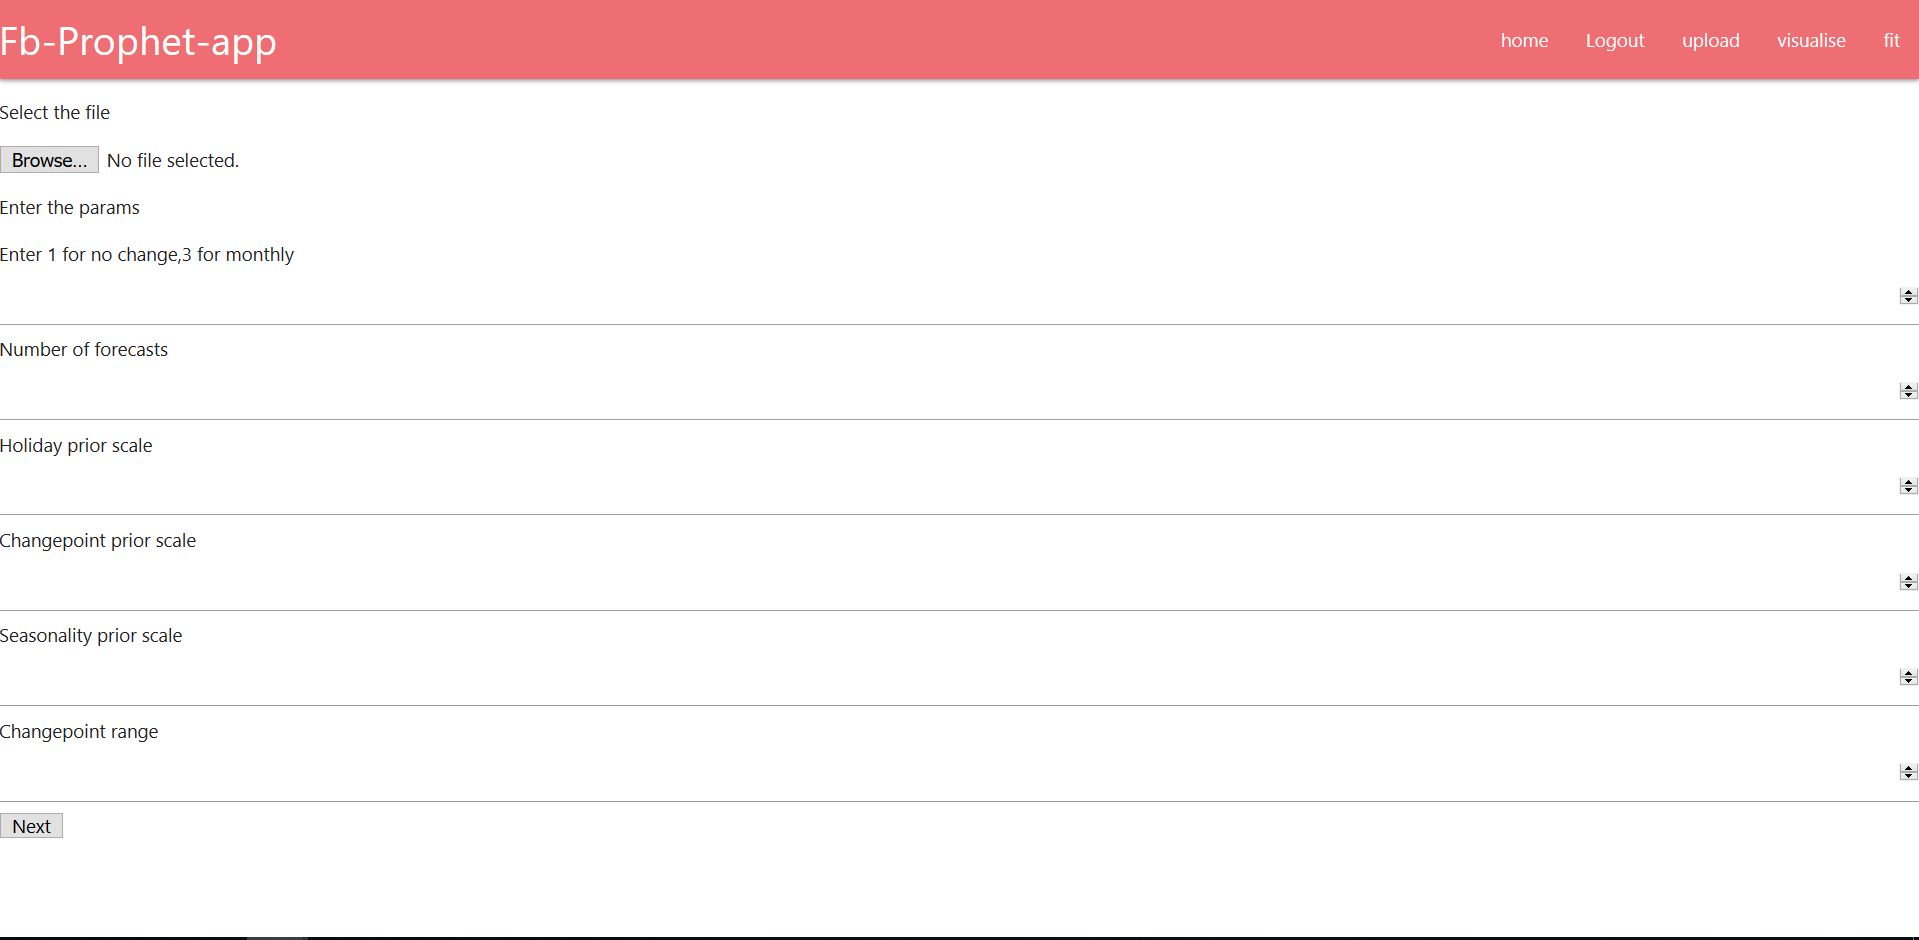 Fb-Prophet-app
home Logout upload visualise fit
Select the file
Browse... No file selected.
Enter the params
Enter 1 for no change,3 for monthly
Number of forecasts
Holiday prior scale
Changepoint prior scale
Seasonality prior scale
Changepoint range
Next